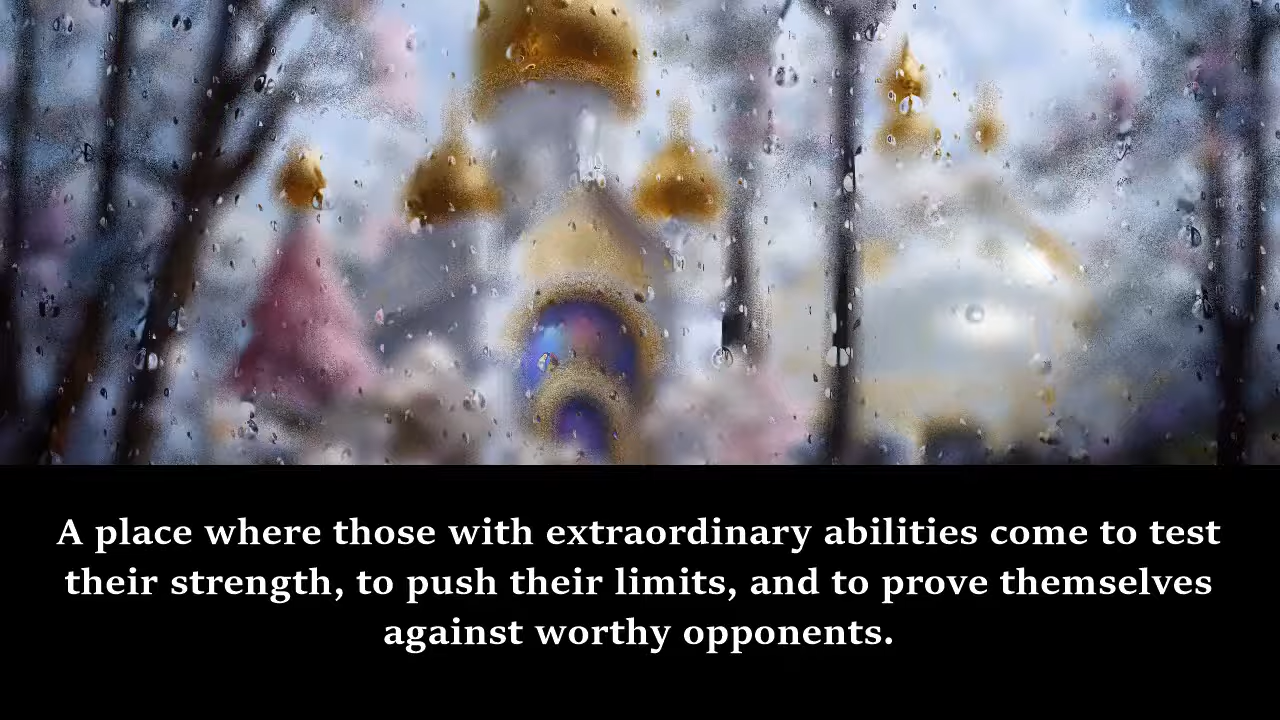 A place where those with extraordinary abilities come to test
their strength, to push their limits, and to prove themselves
against worthy opponents.